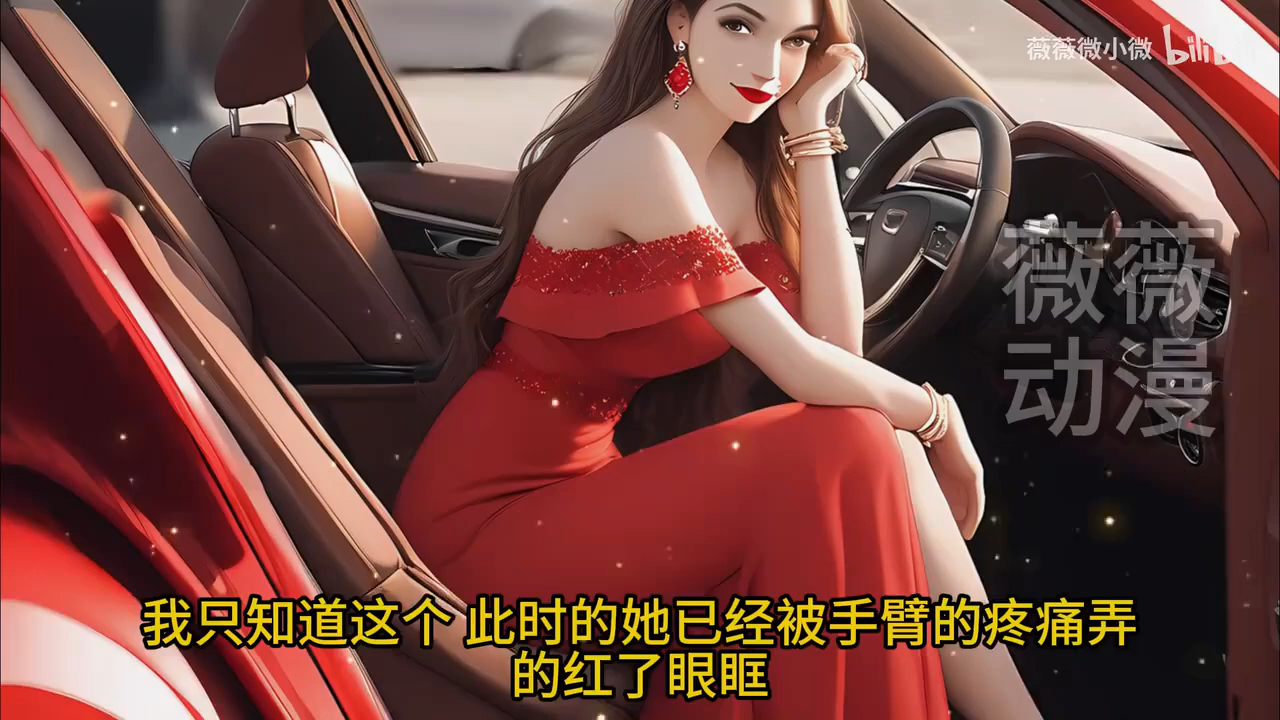 薇薇微小微 bilibili
薇薇
动漫
我只知道这个 此时的她已经被手臂的疼痛弄
的红了眼眶